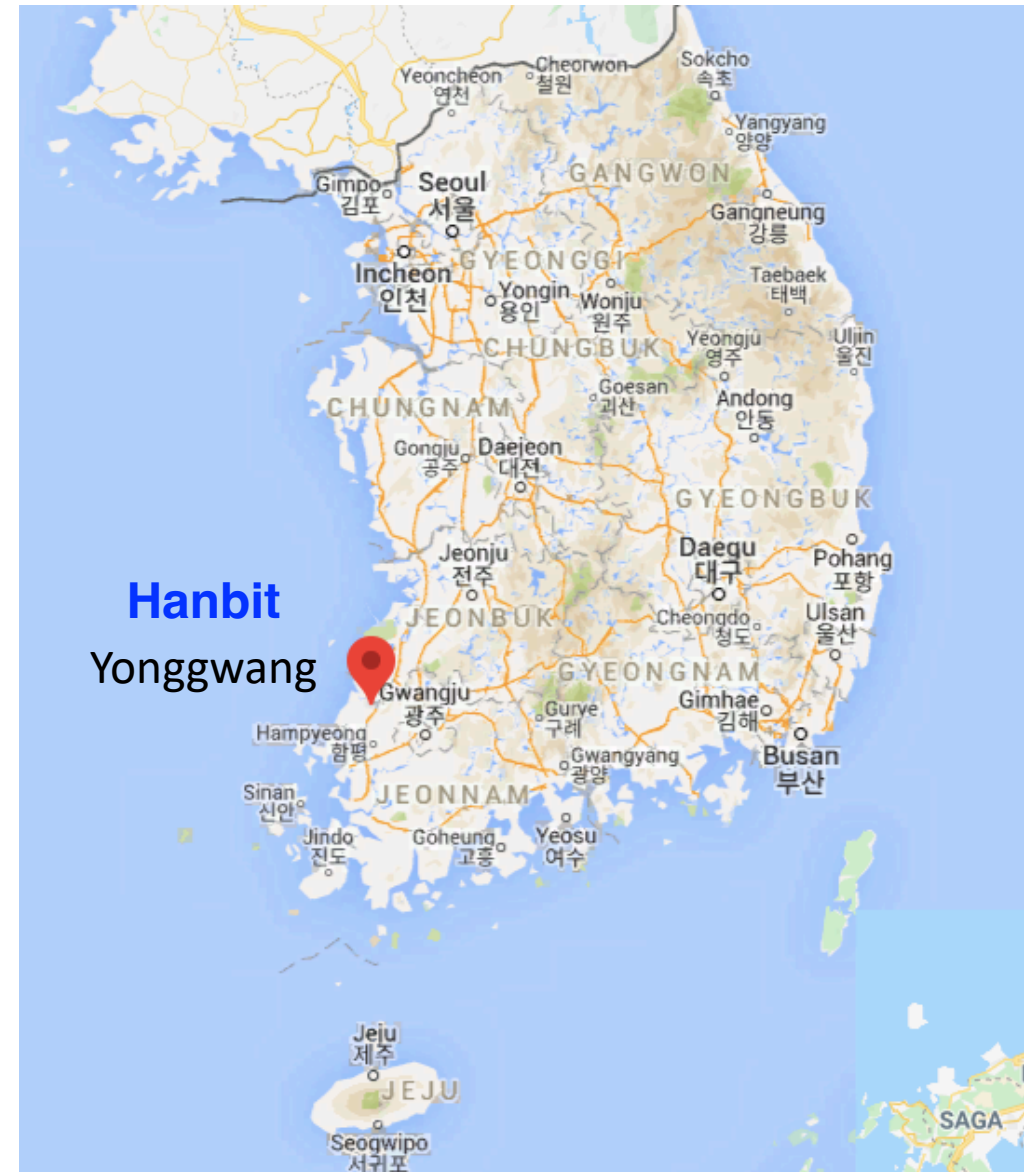 Yeoncheon
연천
Cheorwon
철원
Sokcho
속초
Yangyang
양양
GANGWON
Gimpo
김포
Seoul
서울
Gangneung
강릉
Incheon
인천
GYEONGGI
Yongin
용인
Wonju
원주
Taebaek
태백
CHUNGBUK
Yeongju
영주
Uljin
울진
CHUNGNAM
Goesan
괴산
Andong
안동
Gongju
공주
Daejeon
대전
GYEONGBUK
Jeonju
전주
Daegu
대구
Pohang
포항
Hanbit
Yonggwang
JEONBUK
Cheongdo
청도
Ulsan
울산
GYEONGNAM
Gwangju
광주
Gurye
구례
Gimhae
김해
Hampyeong
함평
Gwangyang
광양
Busan
부산
Sinan
신안
JEONNAM
Jindo
진도
Goheung
고흥
Yeosu
여수
Jeju
제주
JEJU
Seogwipo
서귀포
SAGA